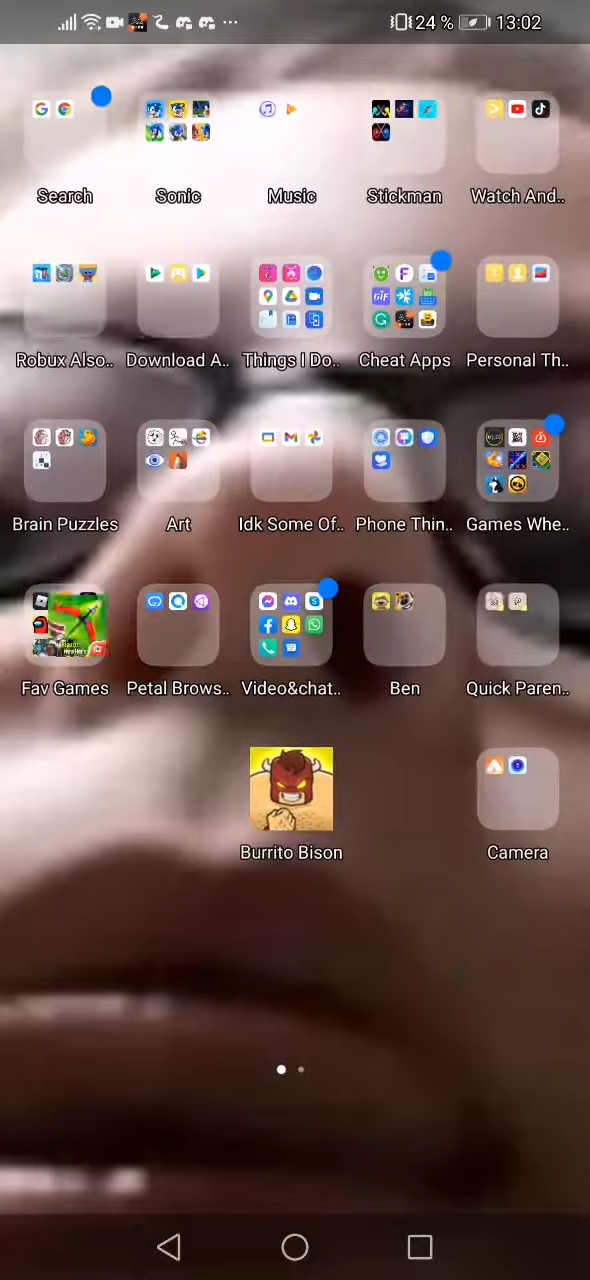 24 % 13:02
Search Sonic Music Stickman Watch And..
Robux Also.. Download A.. Things I Do.. Cheat Apps Personal Th..
Brain Puzzles Art Idk Some Of.. Phone Thin.. Games Whe..
Fav Games Petal Brows.. Video&chat.. Ben Quick Paren..
Burrito Bison Camera